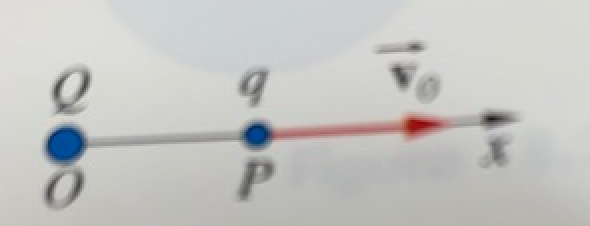 Q q v₀
O P x